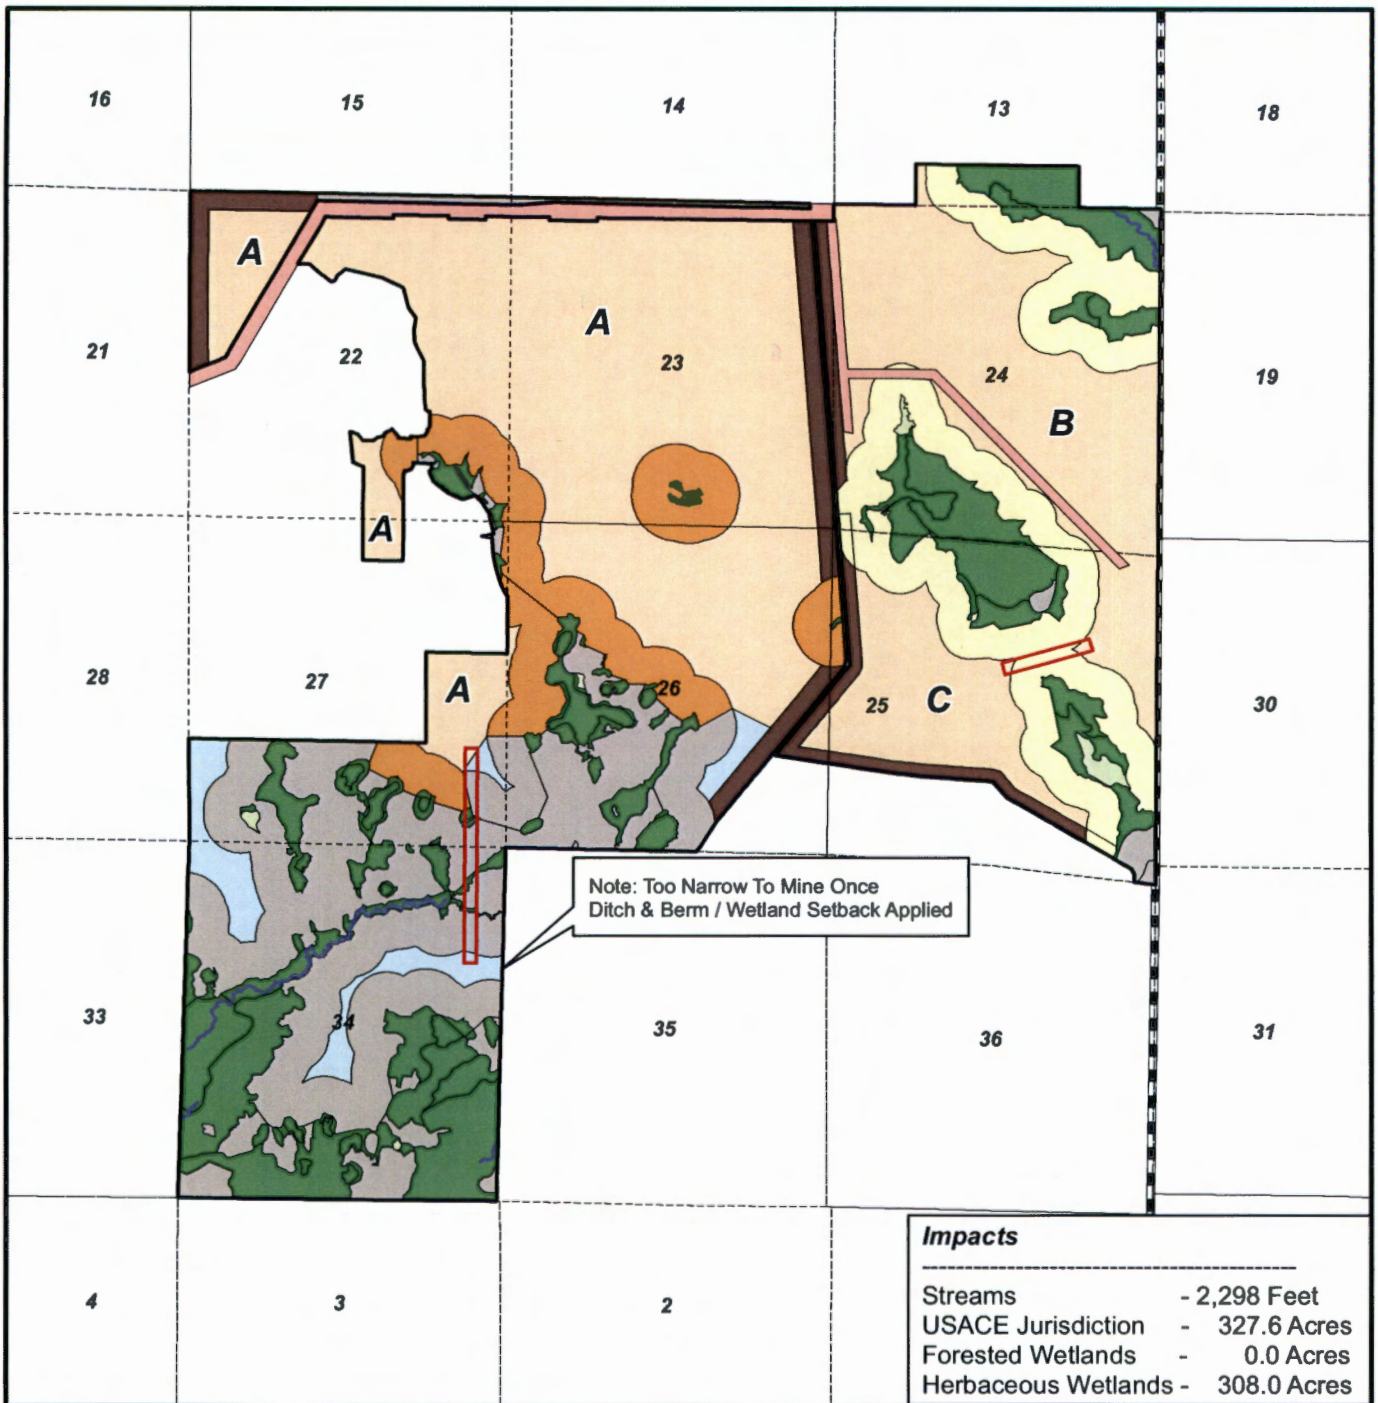 16
15
14
13
18
A
A
21
22
23
24
19
B
A
28
27
A
26
25
C
30
Note: Too Narrow To Mine Once
Ditch & Berm / Wetland Setback Applied
33
34
35
36
31
4
3
2
Impacts
Streams - 2,298 Feet
USACE Jurisdiction - 327.6 Acres
Forested Wetlands - 0.0 Acres
Herbaceous Wetlands - 308.0 Acres